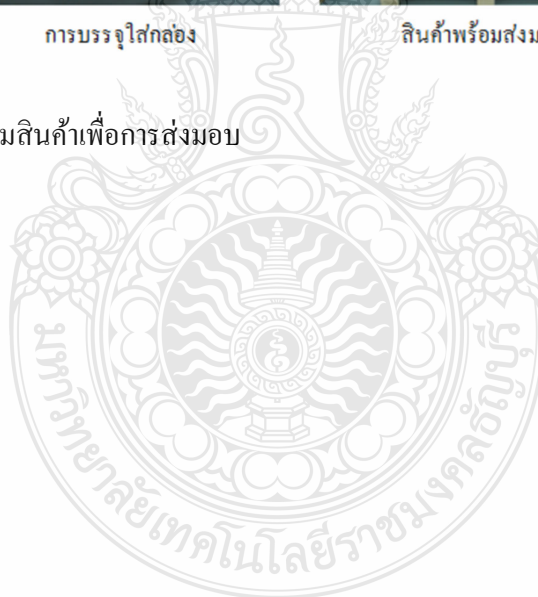 การบรรจุใส่กล่อง สินค้าพร้อมส่งม
มสินค้าเพื่อการส่งมอบ
มหาวิทยาลัยเทคโนโลยีราชมงคลธัญบุรี